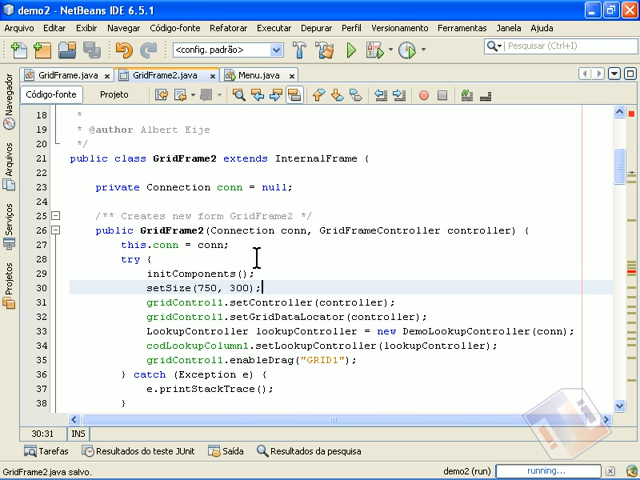 demo2 - NetBeans IDE 6.5.1
Arquivo Editar Exibir Navegar Código-fonte Refatorar Executar Depurar Perfil Versionamento Ferramentas Janela Ajuda
<config. padrão> Pesquisar (Ctrl+I)
GridFrame.java GridFrame2.java Menu.java
Código-fonte Projeto
Navegador
Arquivos
Serviços
Projetos
18 *
19 * @author Albert Eije
20 */
21 public class GridFrame2 extends InternalFrame {
22
23 private Connection conn = null;
24
25 /** Creates new form GridFrame2 */
26 public GridFrame2(Connection conn, GridFrameController controller) {
27 this.conn = conn;
28 try {
29 initComponents();
30 setSize(750, 300);
31 gridControl1.setController(controller);
32 gridControl1.setGridDataLocator(controller);
33 LookupController lookupController = new DemoLookupController(conn);
34 codLookupColumn1.setLookupController(lookupController);
35 gridControl1.enableDrag("GRID1");
36 } catch (Exception e) {
37 e.printStackTrace();
38 }
30:31 INS
Tarefas Resultados do teste JUnit Saída Resultados da pesquisa
GridFrame2.java salvo. demo2 (run) running...